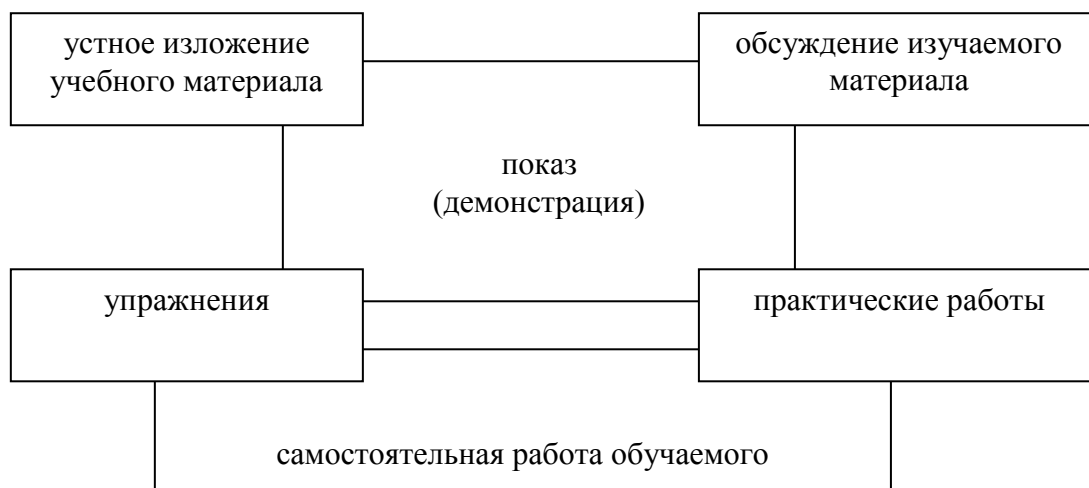 устное изложение
учебного материала
обсуждение изучаемого
материала
показ
(демонстрация)
упражнения
практические работы
самостоятельная работа обучаемого